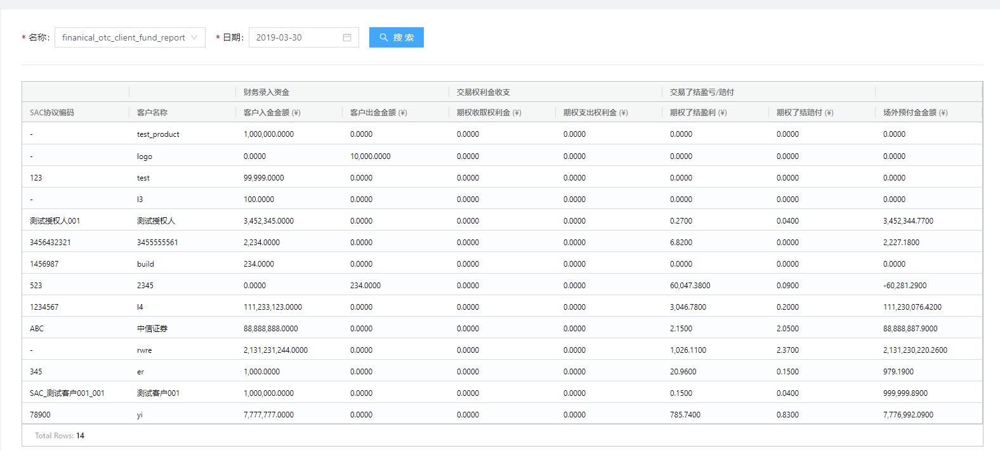 * 名称: finanical_otc_client_fund_report * 日期: 2019-03-30 搜 索
财务录入资金 交易权利金收支 交易了结盈亏/赔付
SAC协议编码 客户名称 客户入金金额 (¥) 客户出金金额 (¥) 期权收取权利金 (¥) 期权支出权利金 (¥) 期权了结盈利 (¥) 期权了结赔付 (¥) 场外预付金金额 (¥)
- test_product 1,000,000.0000 0.0000 0.0000 0.0000 0.0000 0.0000 0.0000
- logo 0.0000 10,000.0000 0.0000 0.0000 0.0000 0.0000 0.0000
123 test 99,999.0000 0.0000 0.0000 0.0000 0.0000 0.0000 0.0000
- l3 100.0000 0.0000 0.0000 0.0000 0.0000 0.0000 0.0000
测试授权人001 测试授权人 3,452,345.0000 0.0000 0.0000 0.0000 0.2700 0.0400 3,452,344.7700
3456432321 3455555561 2,234.0000 0.0000 0.0000 0.0000 6.8200 0.0000 2,227.1800
1456987 build 234.0000 0.0000 0.0000 0.0000 0.0000 0.0000 0.0000
523 2345 0.0000 234.0000 0.0000 0.0000 60,047.3800 0.0900 -60,281.2900
1234567 l4 111,233,123.0000 0.0000 0.0000 0.0000 3,046.7800 0.2000 111,230,076.4200
ABC 中信证券 88,888,888.0000 0.0000 0.0000 0.0000 2.1500 2.0500 88,888,887.9000
- rwre 2,131,231,244.0000 0.0000 0.0000 0.0000 1,026.1100 2.3700 2,131,230,220.2600
345 er 1,000.0000 0.0000 0.0000 0.0000 20.9600 0.1500 979.1900
SAC_测试客户001_001 测试客户001 1,000,000.0000 0.0000 0.0000 0.0000 0.1500 0.0400 999,999.8900
78900 yi 7,777,777.0000 0.0000 0.0000 0.0000 785.7400 0.8300 7,776,992.0900
Total Rows: 14